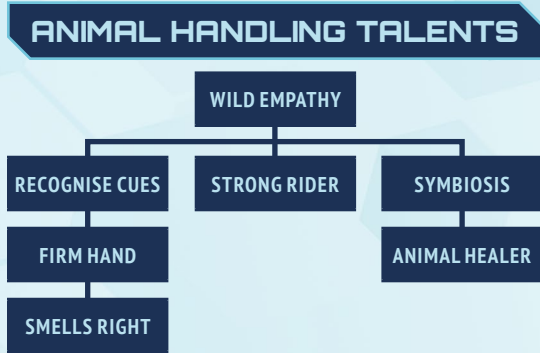 ANIMAL HANDLING TALENTS
WILD EMPATHY
RECOGNISE CUES
STRONG RIDER
SYMBIOSIS
FIRM HAND
ANIMAL HEALER
SMELLS RIGHT